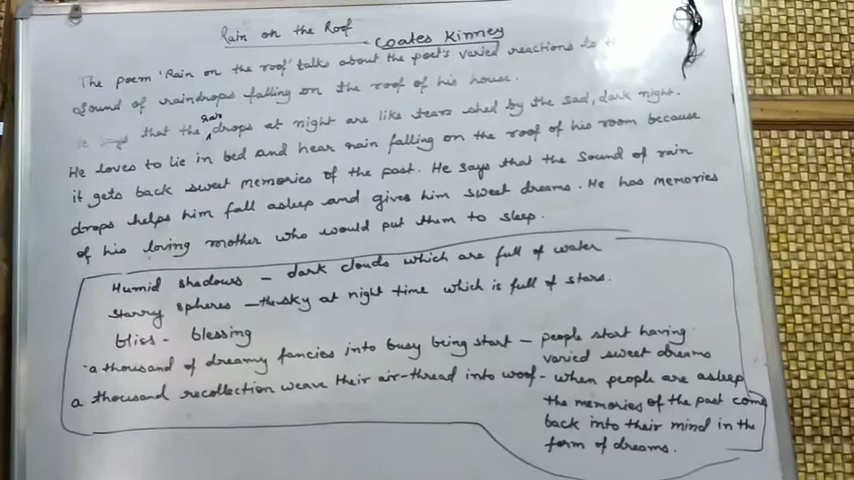 Rain on the Roof
- Coates Kinney
The poem 'Rain on the roof' talks about the poet's varied reactions to
sound of raindrops falling on the roof of his house.
that the rain drops at night are like tears shed by the sad, dark night.
He loves to lie in bed and hear rain falling on the roof of his room because
it gets back sweet memories of the past. He says that the sound of rain
drops helps him fall asleep and gives him sweet dreams. He has memories
of his loving mother who would put them to sleep.
Humid shadows - dark clouds which are full of water
starry spheres - the sky at night time which is full of stars.
bliss - blessing
a thousand of dreamy fancies into busy being start - people start having
varied sweet dreams
a thousand recollection weave their air-thread into woof - when people are asleep
the memories of the past come
back into their mind in the
form of dreams.